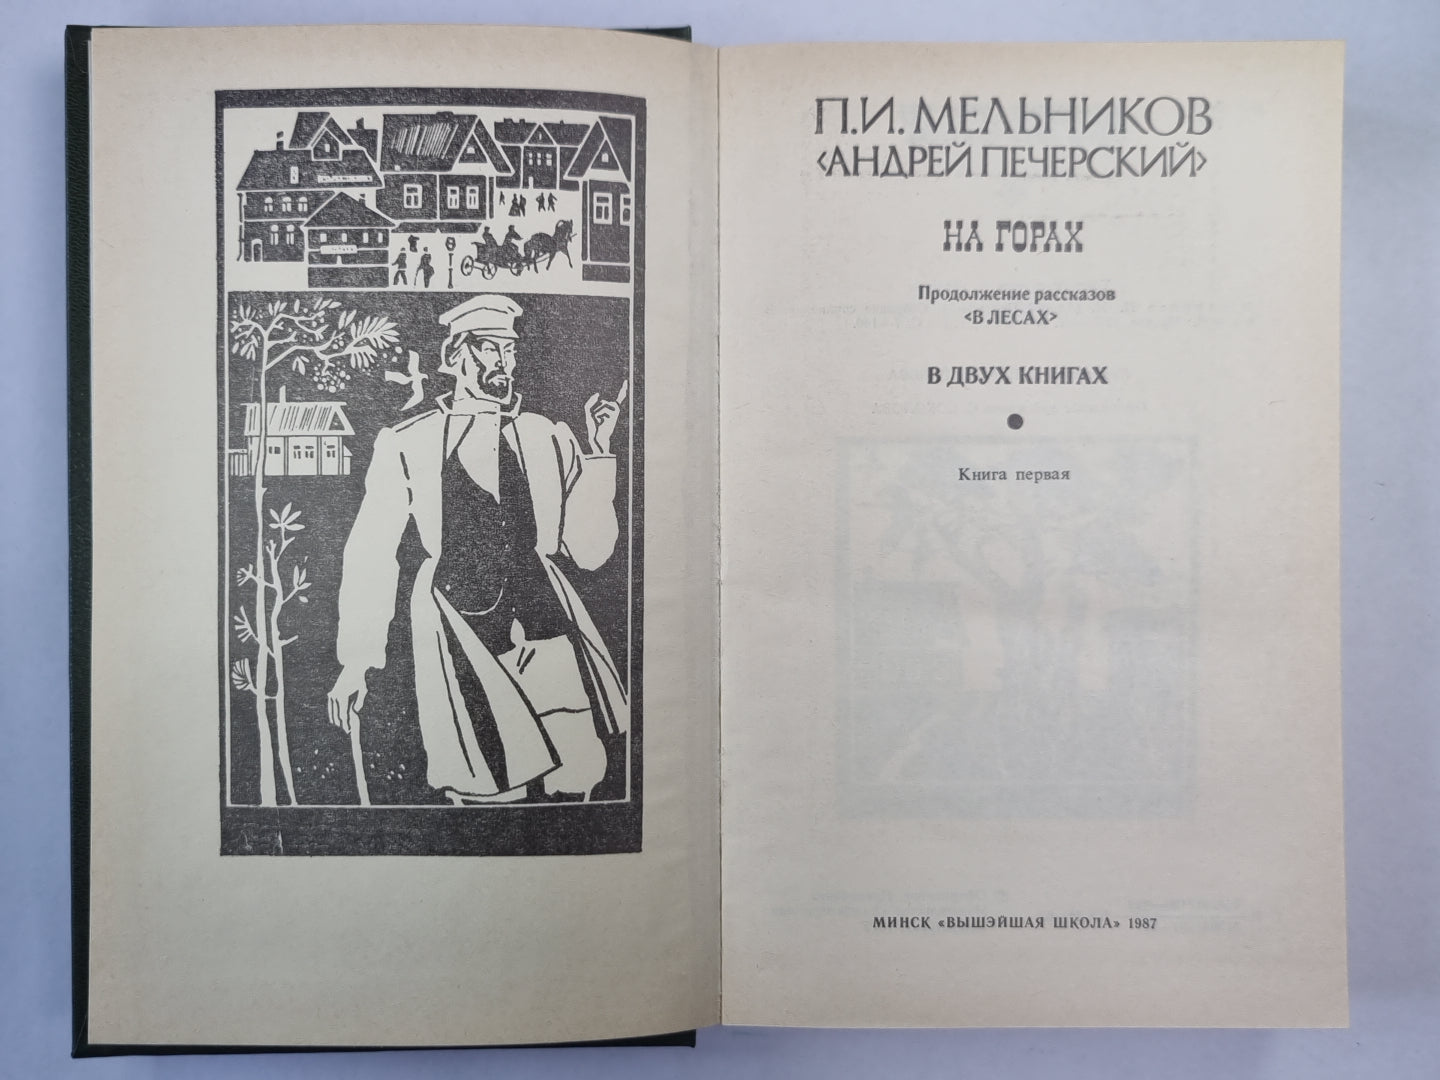 П.И. МЕЛЬНИКОВ
‹АНДРЕЙ ПЕЧЕРСКИЙ›
НА ГОРАХ
Продолжение рассказов
‹В ЛЕСАХ›
В ДВУХ КНИГАХ
Книга первая
МИНСК «ВЫШЭЙШАЯ ШКОЛА» 1987